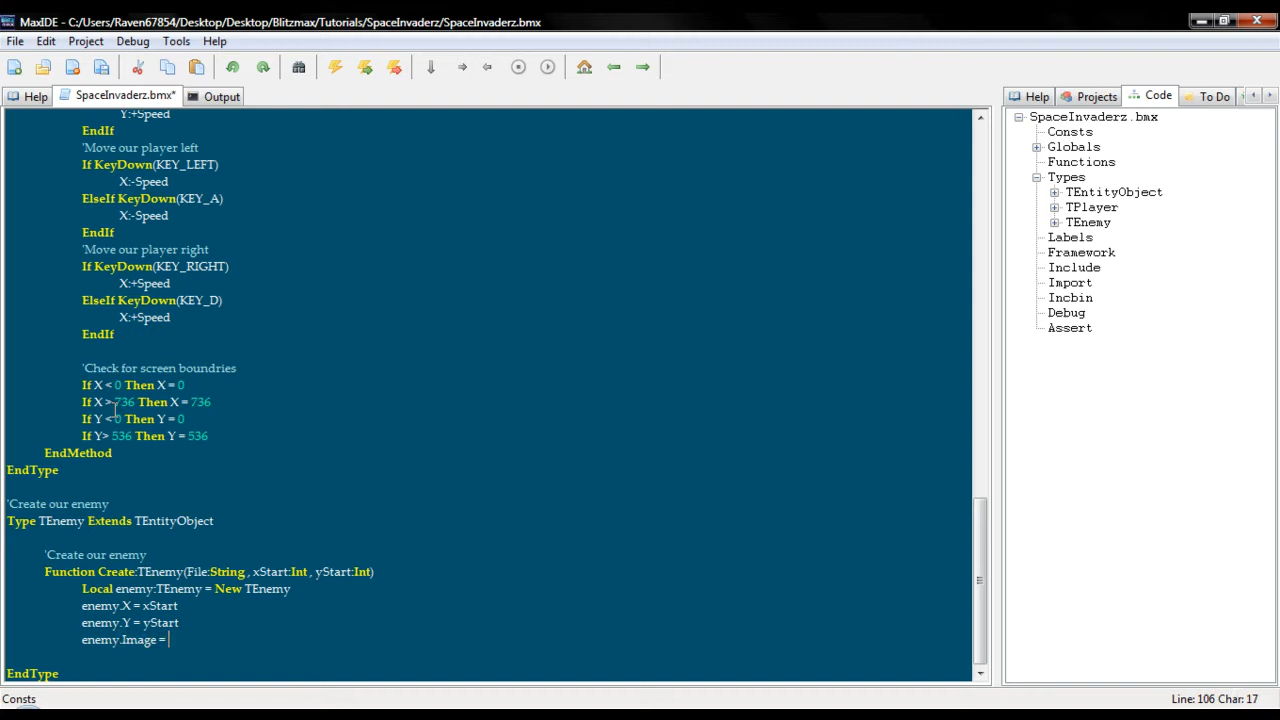 MaxIDE - C:/Users/Raven67854/Desktop/Desktop/Blitzmax/Tutorials/SpaceInvaderz/SpaceInvaderz.bmx
File Edit Project Debug Tools Help
Help SpaceInvaderz.bmx* Output
Help Projects Code To Do
Y:+Speed
EndIf
'Move our player left
If KeyDown(KEY_LEFT)
X:-Speed
ElseIf KeyDown(KEY_A)
X:-Speed
EndIf
'Move our player right
If KeyDown(KEY_RIGHT)
X:+Speed
ElseIf KeyDown(KEY_D)
X:+Speed
EndIf
'Check for screen boundries
If X < 0 Then X = 0
If X > 736 Then X = 736
If Y < 0 Then Y = 0
If Y> 536 Then Y = 536
EndMethod
EndType
'Create our enemy
Type TEnemy Extends TEntityObject
'Create our enemy
Function Create:TEnemy(File:String , xStart:Int , yStart:Int)
Local enemy:TEnemy = New TEnemy
enemy.X = xStart
enemy.Y = yStart
enemy.Image =
EndType
SpaceInvaderz.bmx
Consts
Globals
Functions
Types
TEntityObject
TPlayer
TEnemy
Labels
Framework
Include
Import
Incbin
Debug
Assert
Consts
Line: 106 Char: 17